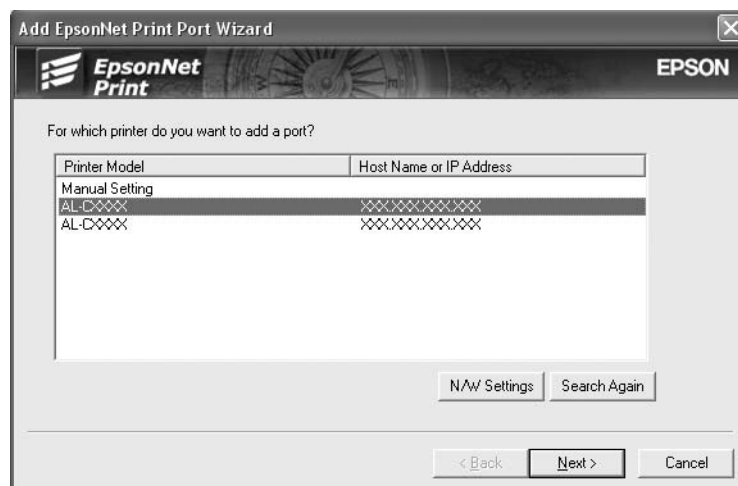 Add EpsonNet Print Port Wizard
EpsonNet
Print
EPSON
For which printer do you want to add a port?
Printer Model Host Name or IP Address
Manual Setting
AL-CXXXX XXX.XXX.XXX.XXX
AL-CXXXX XXX.XXX.XXX.XXX
N/W Settings Search Again
< Back Next > Cancel